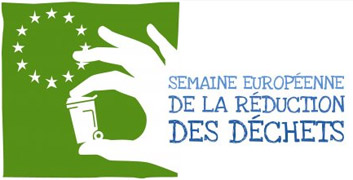 SEMAINE EUROPÉENNE
DE LA RÉDUCTION
DES DÉCHETS